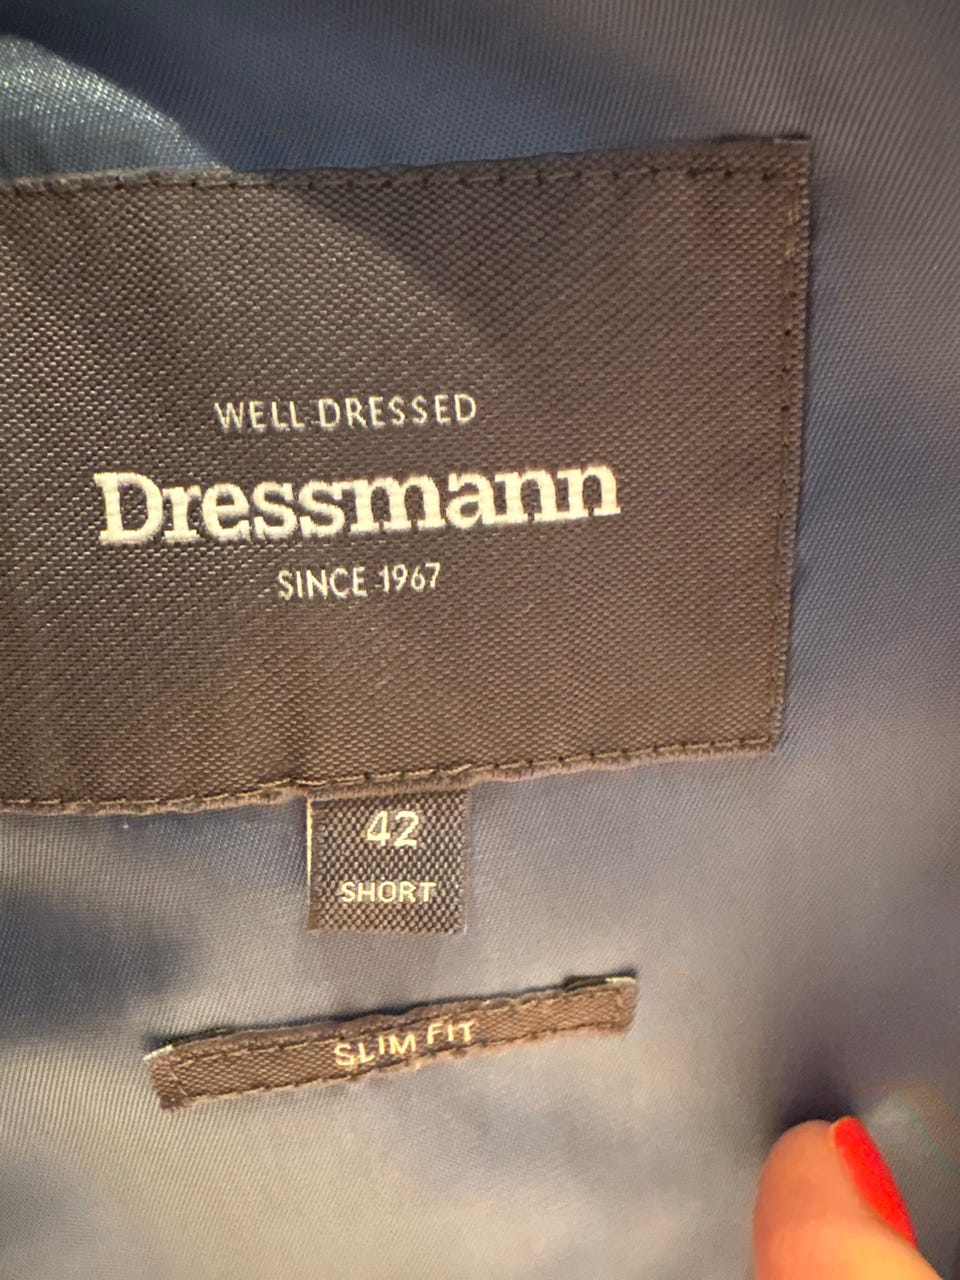 WELL DRESSED
Dressmann
SINCE 1967
42
SHORT
SLIM FIT